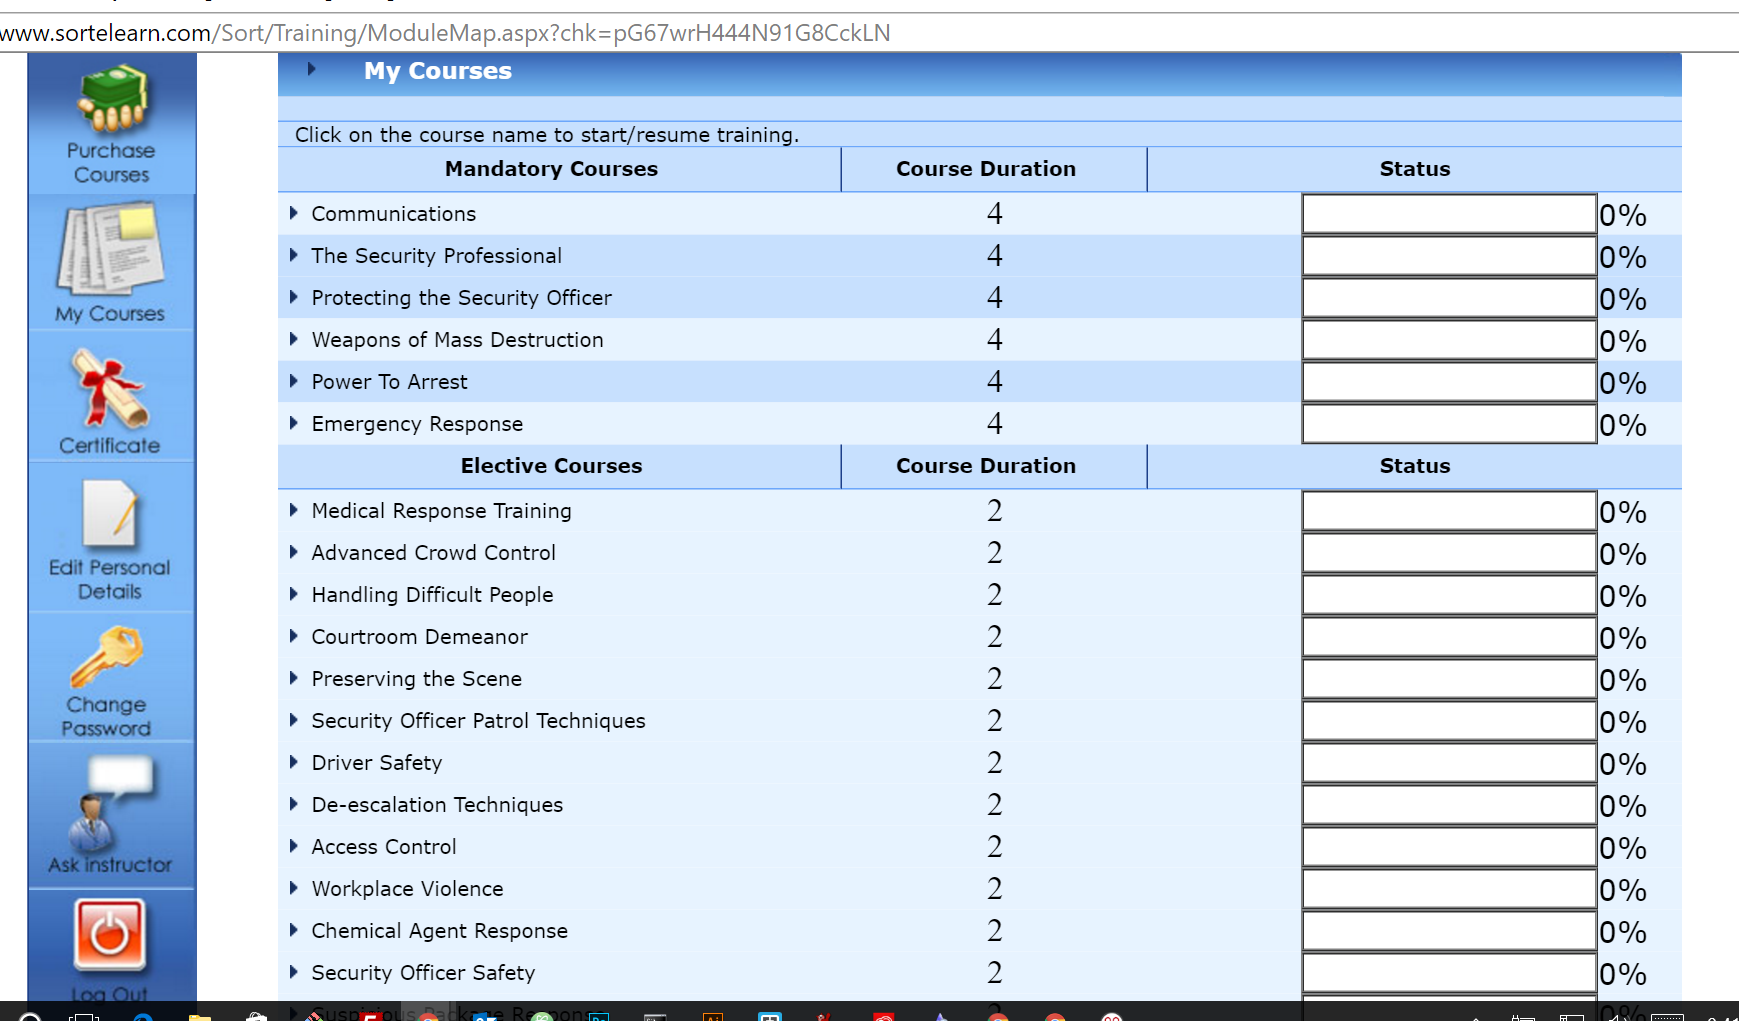 www.sortelearn.com/Sort/Training/ModuleMap.aspx?chk=pG67wrH444N91G8CckLN
Purchase
Courses
My Courses
Certificate
Edit Personal
Details
Change
Password
Ask instructor
Log Out
My Courses
Click on the course name to start/resume training.
Mandatory Courses Course Duration Status
Communications 4 0%
The Security Professional 4 0%
Protecting the Security Officer 4 0%
Weapons of Mass Destruction 4 0%
Power To Arrest 4 0%
Emergency Response 4 0%
Elective Courses Course Duration Status
Medical Response Training 2 0%
Advanced Crowd Control 2 0%
Handling Difficult People 2 0%
Courtroom Demeanor 2 0%
Preserving the Scene 2 0%
Security Officer Patrol Techniques 2 0%
Driver Safety 2 0%
De-escalation Techniques 2 0%
Access Control 2 0%
Workplace Violence 2 0%
Chemical Agent Response 2 0%
Security Officer Safety 2 0%
Suspicious Package Response 2 0%